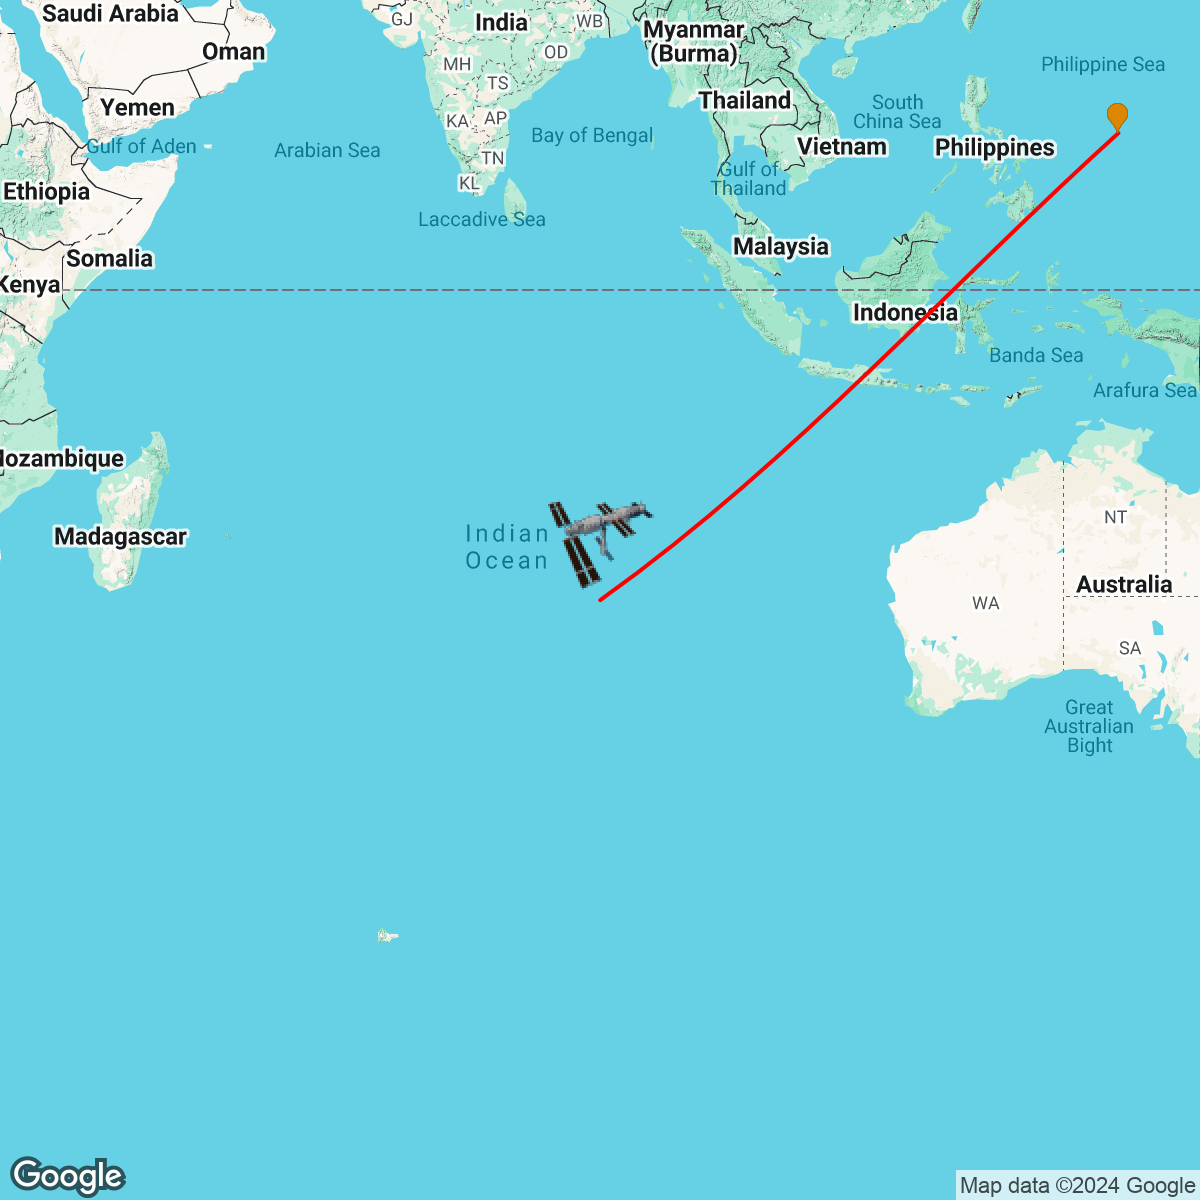 Saudi Arabia
GJ
India
WB
Myanmar
(Burma)
Oman
MH
OD
Philippine Sea
Yemen
TS
Thailand
South
China Sea
Gulf of Aden
Arabian Sea
KA
AP
Bay of Bengal
Vietnam
Philippines
TN
Ethiopia
KL
Gulf of
Thailand
Laccadive Sea
Malaysia
Somalia
Kenya
Indonesia
Banda Sea
Arafura Sea
Mozambique
Madagascar
Indian
Ocean
NT
Australia
WA
SA
Great
Australian
Bight
Google
Map data ©2024 Google